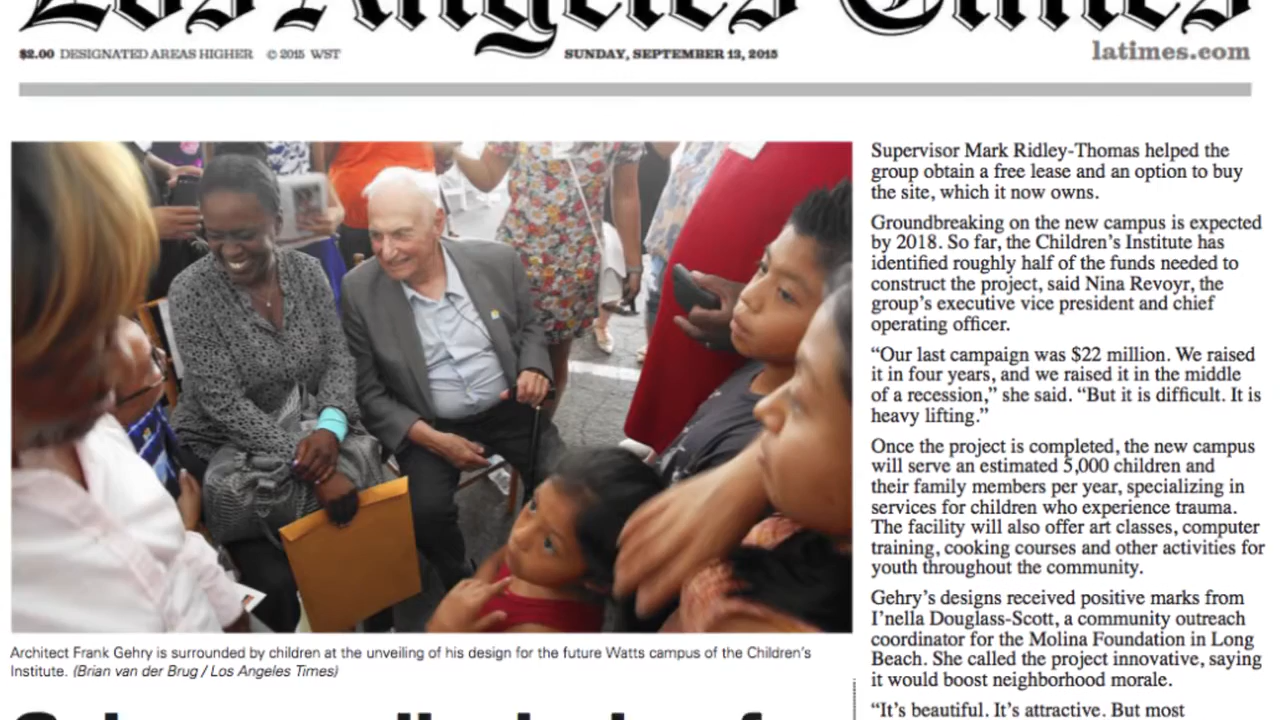 Los Angeles Times
$2.00 DESIGNATED AREAS HIGHER © 2015 WST
SUNDAY, SEPTEMBER 13, 2015
latimes.com
Architect Frank Gehry is surrounded by children at the unveiling of his design for the future Watts campus of the Children's
Institute. (Brian van der Brug / Los Angeles Times)
Supervisor Mark Ridley-Thomas helped the
group obtain a free lease and an option to buy
the site, which it now owns.
Groundbreaking on the new campus is expected
by 2018. So far, the Children’s Institute has
identified roughly half of the funds needed to
construct the project, said Nina Revoyr, the
group’s executive vice president and chief
operating officer.
“Our last campaign was $22 million. We raised
it in four years, and we raised it in the middle
of a recession,” she said. “But it is difficult. It is
heavy lifting.”
Once the project is completed, the new campus
will serve an estimated 5,000 children and
their family members per year, specializing in
services for children who experience trauma.
The facility will also offer art classes, computer
training, cooking courses and other activities for
youth throughout the community.
Gehry’s designs received positive marks from
I’nella Douglass-Scott, a community outreach
coordinator for the Molina Foundation in Long
Beach. She called the project innovative, saying
it would boost neighborhood morale.
“It’s beautiful. It’s attractive. But most